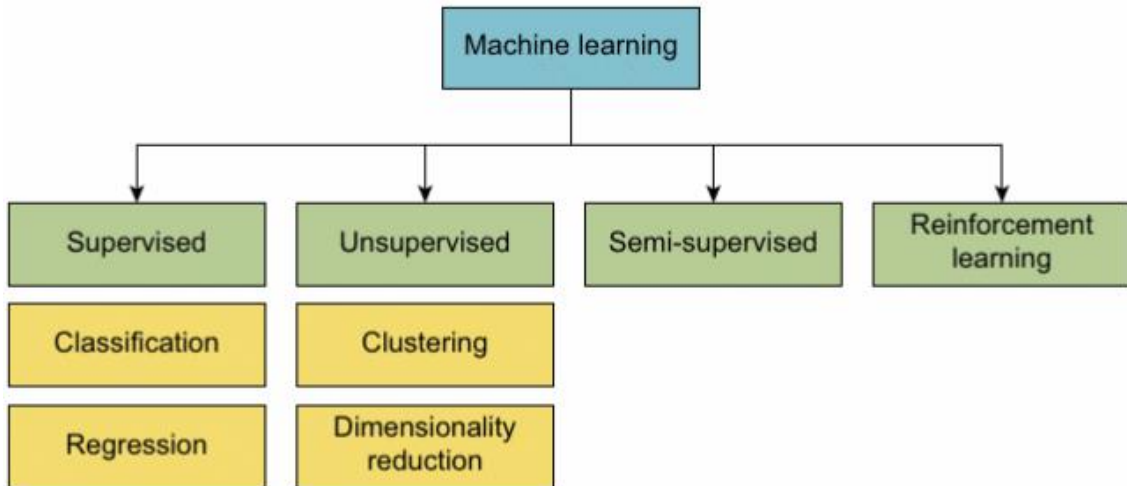 Machine learning
Supervised
Unsupervised
Semi-supervised
Reinforcement
learning
Classification
Clustering
Regression
Dimensionality
reduction